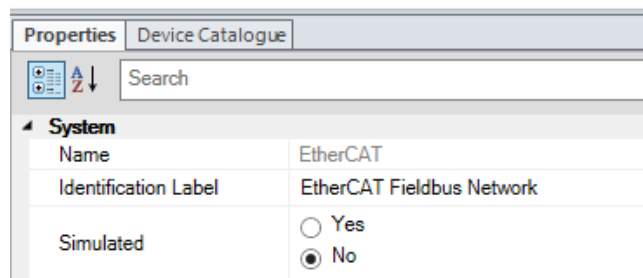 Properties Device Catalogue
Search
System
Name EtherCAT
Identification Label EtherCAT Fieldbus Network
Simulated Yes
No